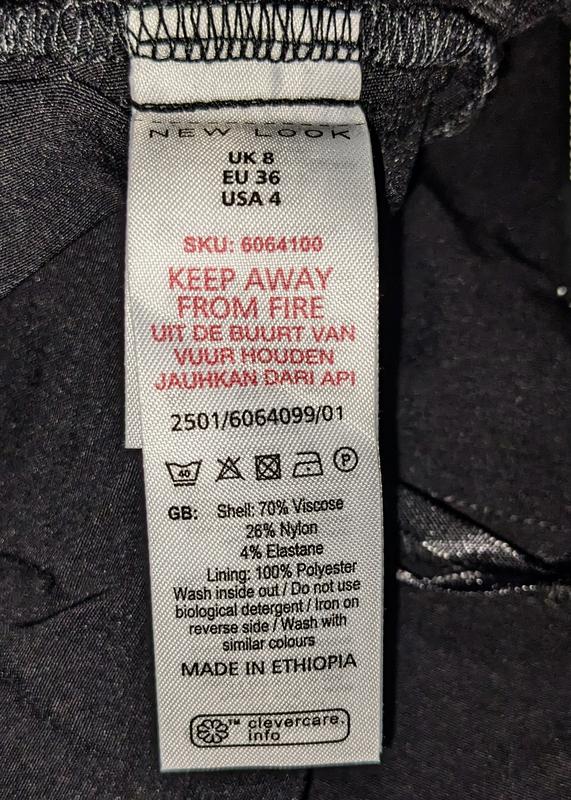 NEW LOOK
UK 8
EU 36
USA 4
SKU: 6064100
KEEP AWAY
FROM FIRE
UIT DE BUURT VAN
VUUR HOUDEN
JAUHKAN DARI API
2501/6064099/01
40
P
GB: Shell: 70% Viscose
26% Nylon
4% Elastane
Lining: 100% Polyester
Wash inside out / Do not use
biological detergent / Iron on
reverse side / Wash with
similar colours
MADE IN ETHIOPIA
™ clevercare.
info